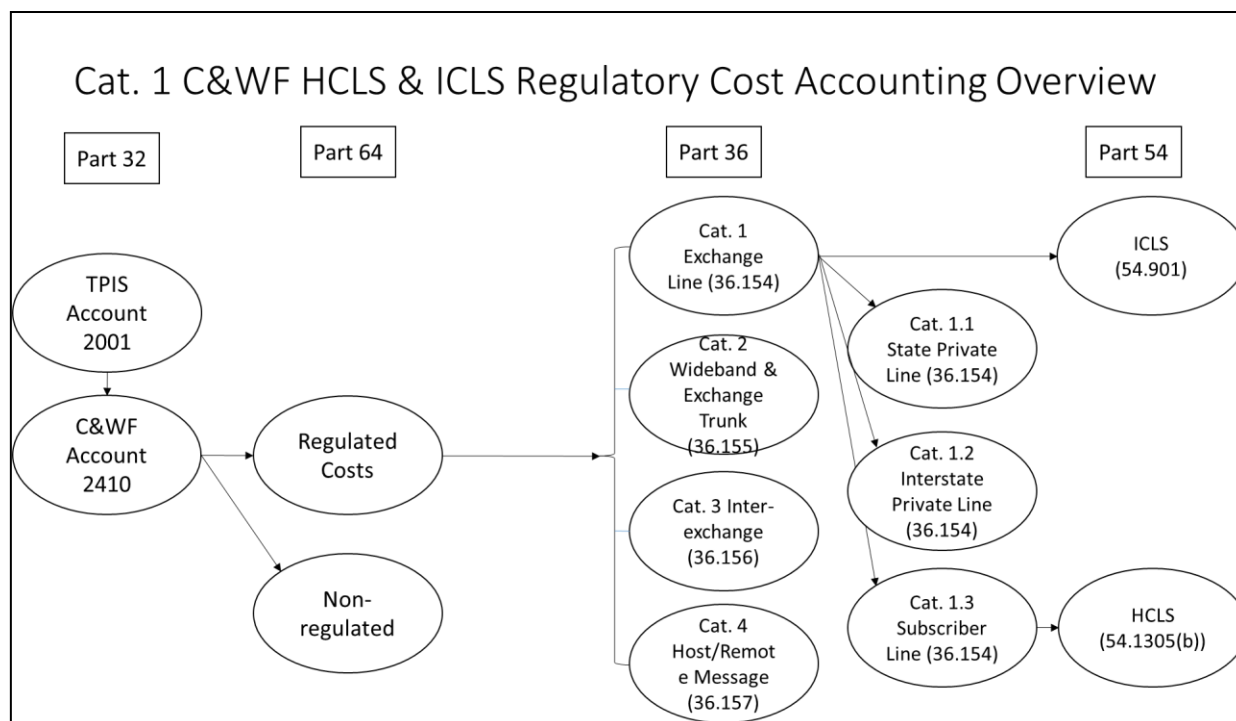 Cat. 1 C&WF HCLS & ICLS Regulatory Cost Accounting Overview
Part 32
Part 64
Part 36
Part 54
TPIS
Account
2001
C&WF
Account
2410
Regulated
Costs
Non-
regulated
Cat. 1
Exchange
Line (36.154)
Cat. 2
Wideband &
Exchange
Trunk
(36.155)
Cat. 3 Inter-
exchange
(36.156)
Cat. 4
Host/Remot
e Message
(36.157)
Cat. 1.1
State Private
Line (36.154)
Cat. 1.2
Interstate
Private Line
(36.154)
Cat. 1.3
Subscriber
Line (36.154)
ICLS
(54.901)
HCLS
(54.1305(b))